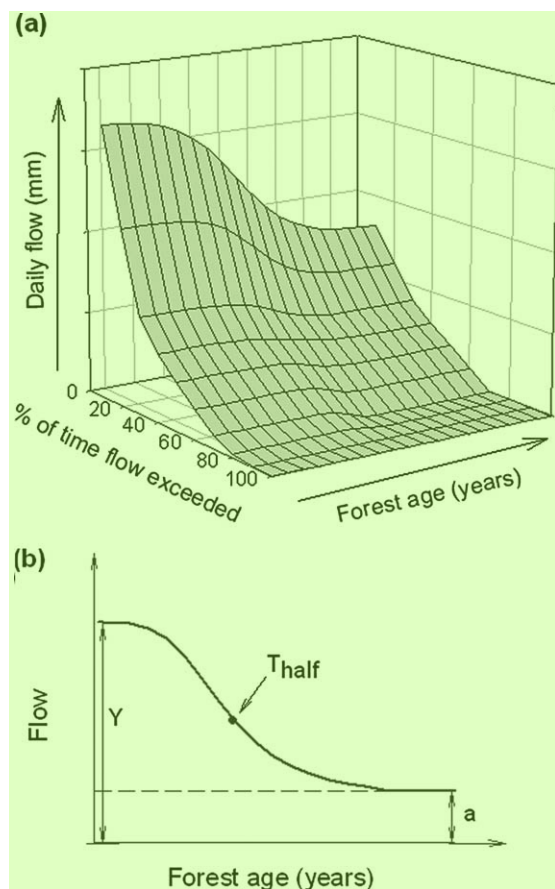 (a)
Daily flow (mm)
0
20
40
60
80
100
% of time flow exceeded
Forest age (years)
(b)
Flow
Y
T half
a
Forest age (years)